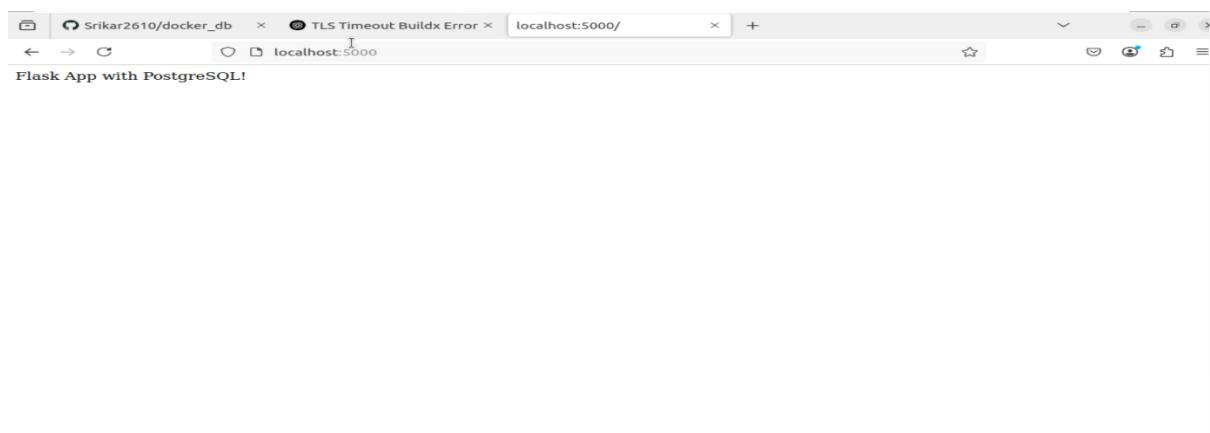 Srikar2610/docker_db
TLS Timeout Buildx Error
localhost:5000/
localhost:5000
Flask App with PostgreSQL!